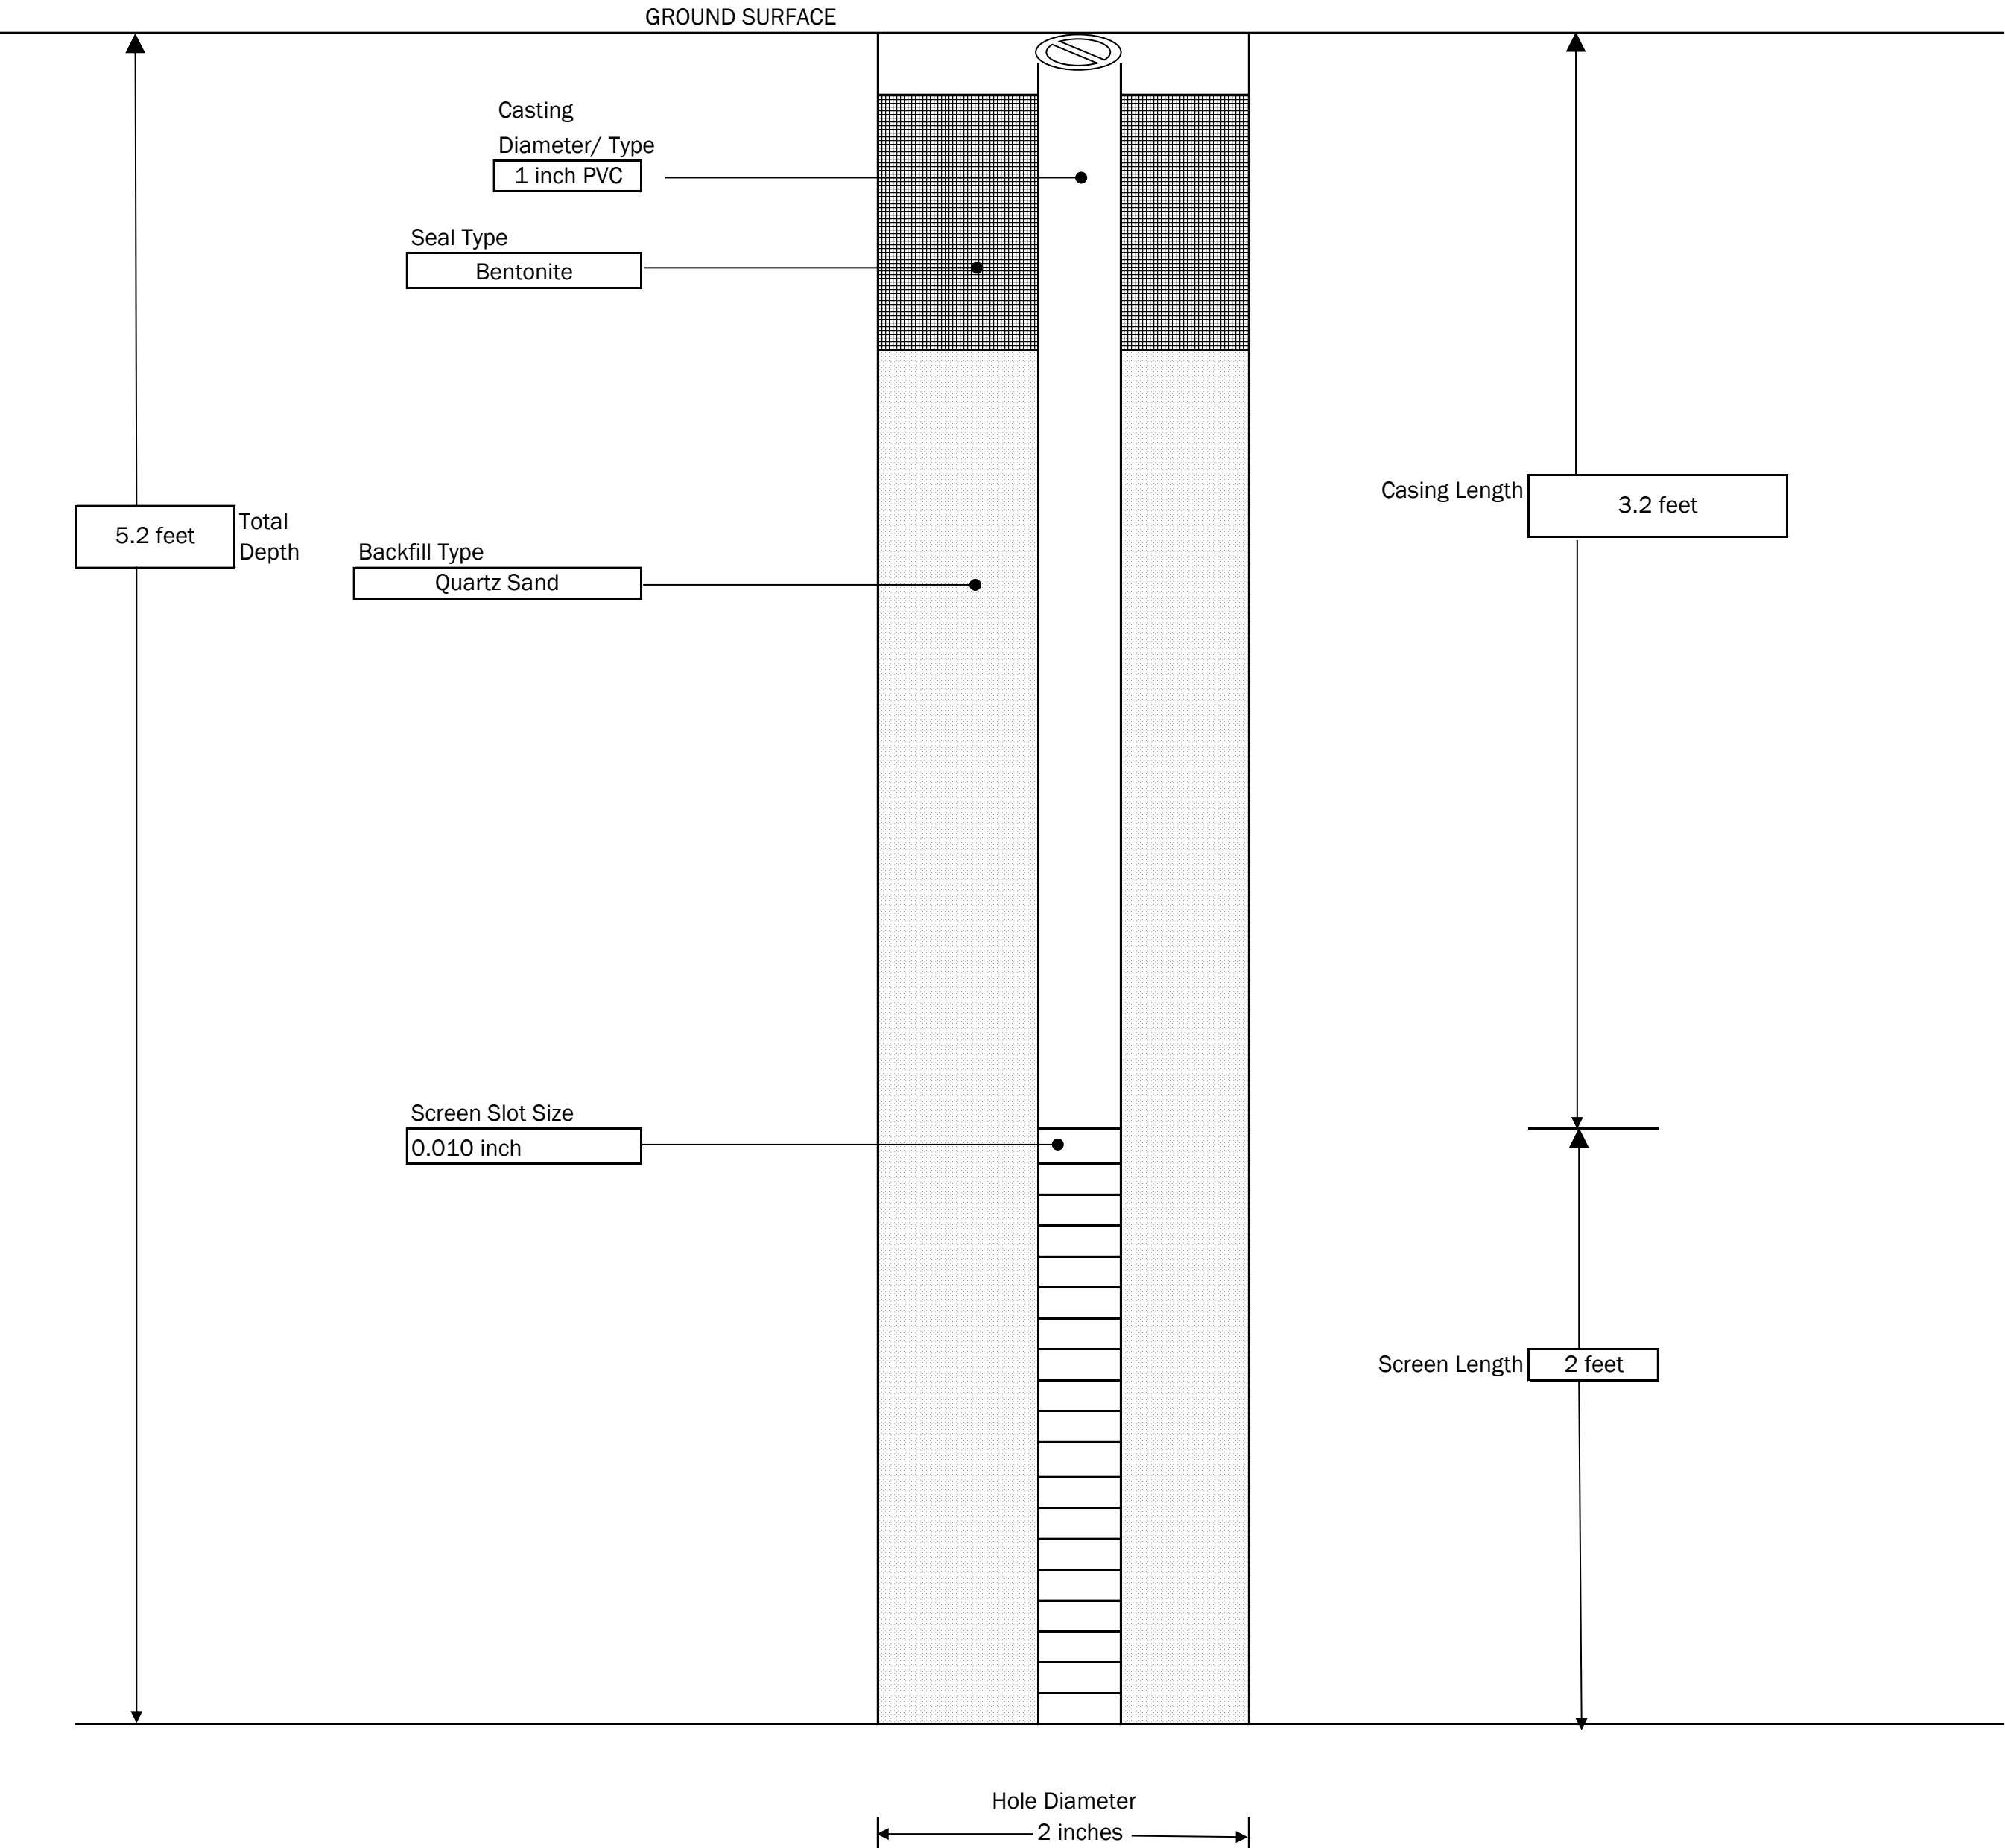 GROUND SURFACE
Casting
Diameter/ Type
1 inch PVC
Seal Type
Bentonite
Casing Length
3.2 feet
5.2 feet
Total
Depth
Backfill Type
Quartz Sand
Screen Slot Size
0.010 inch
Screen Length
2 feet
Hole Diameter
2 inches